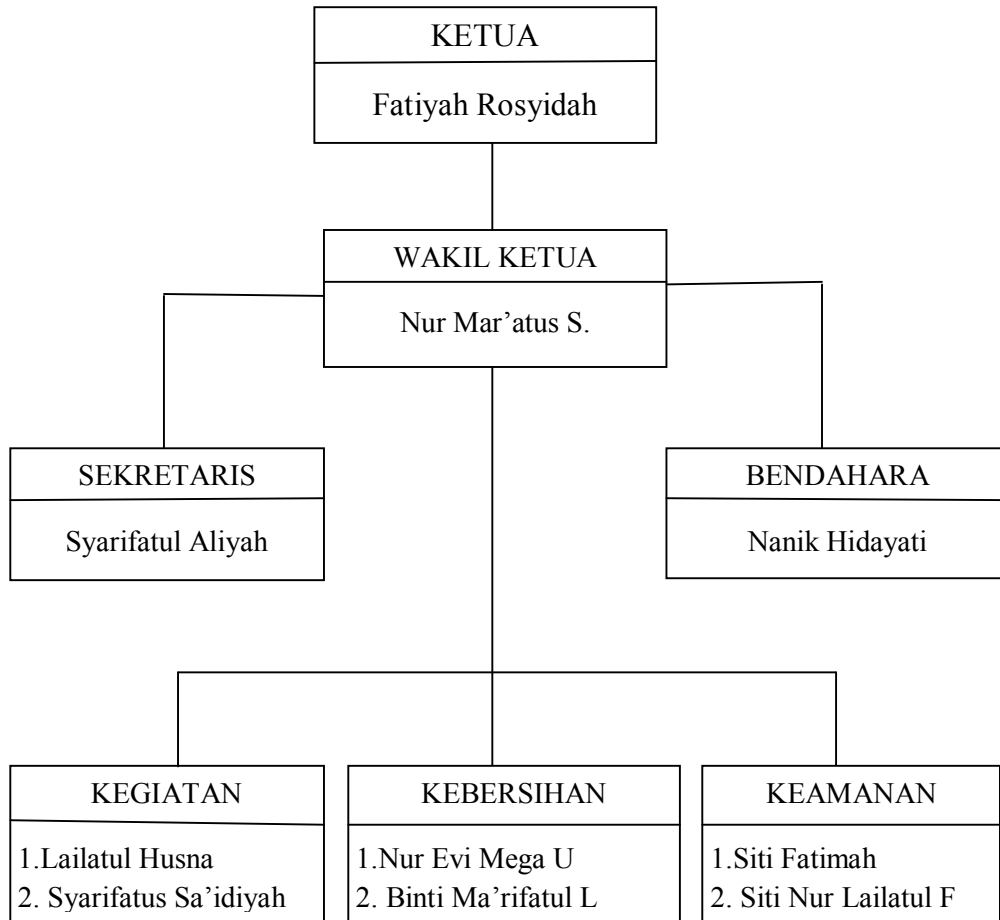 KETUA
Fatiyah Rosyidah
WAKIL KETUA
Nur Mar’atus S.
SEKRETARIS
Syarifatul Aliyah
BENDAHARA
Nanik Hidayati
KEGIATAN
1.Lailatul Husna
2. Syarifatus Sa’idiyah
KEBERSIHAN
1.Nur Evi Mega U
2. Binti Ma’rifatul L
KEAMANAN
1.Siti Fatimah
2. Siti Nur Lailatul F